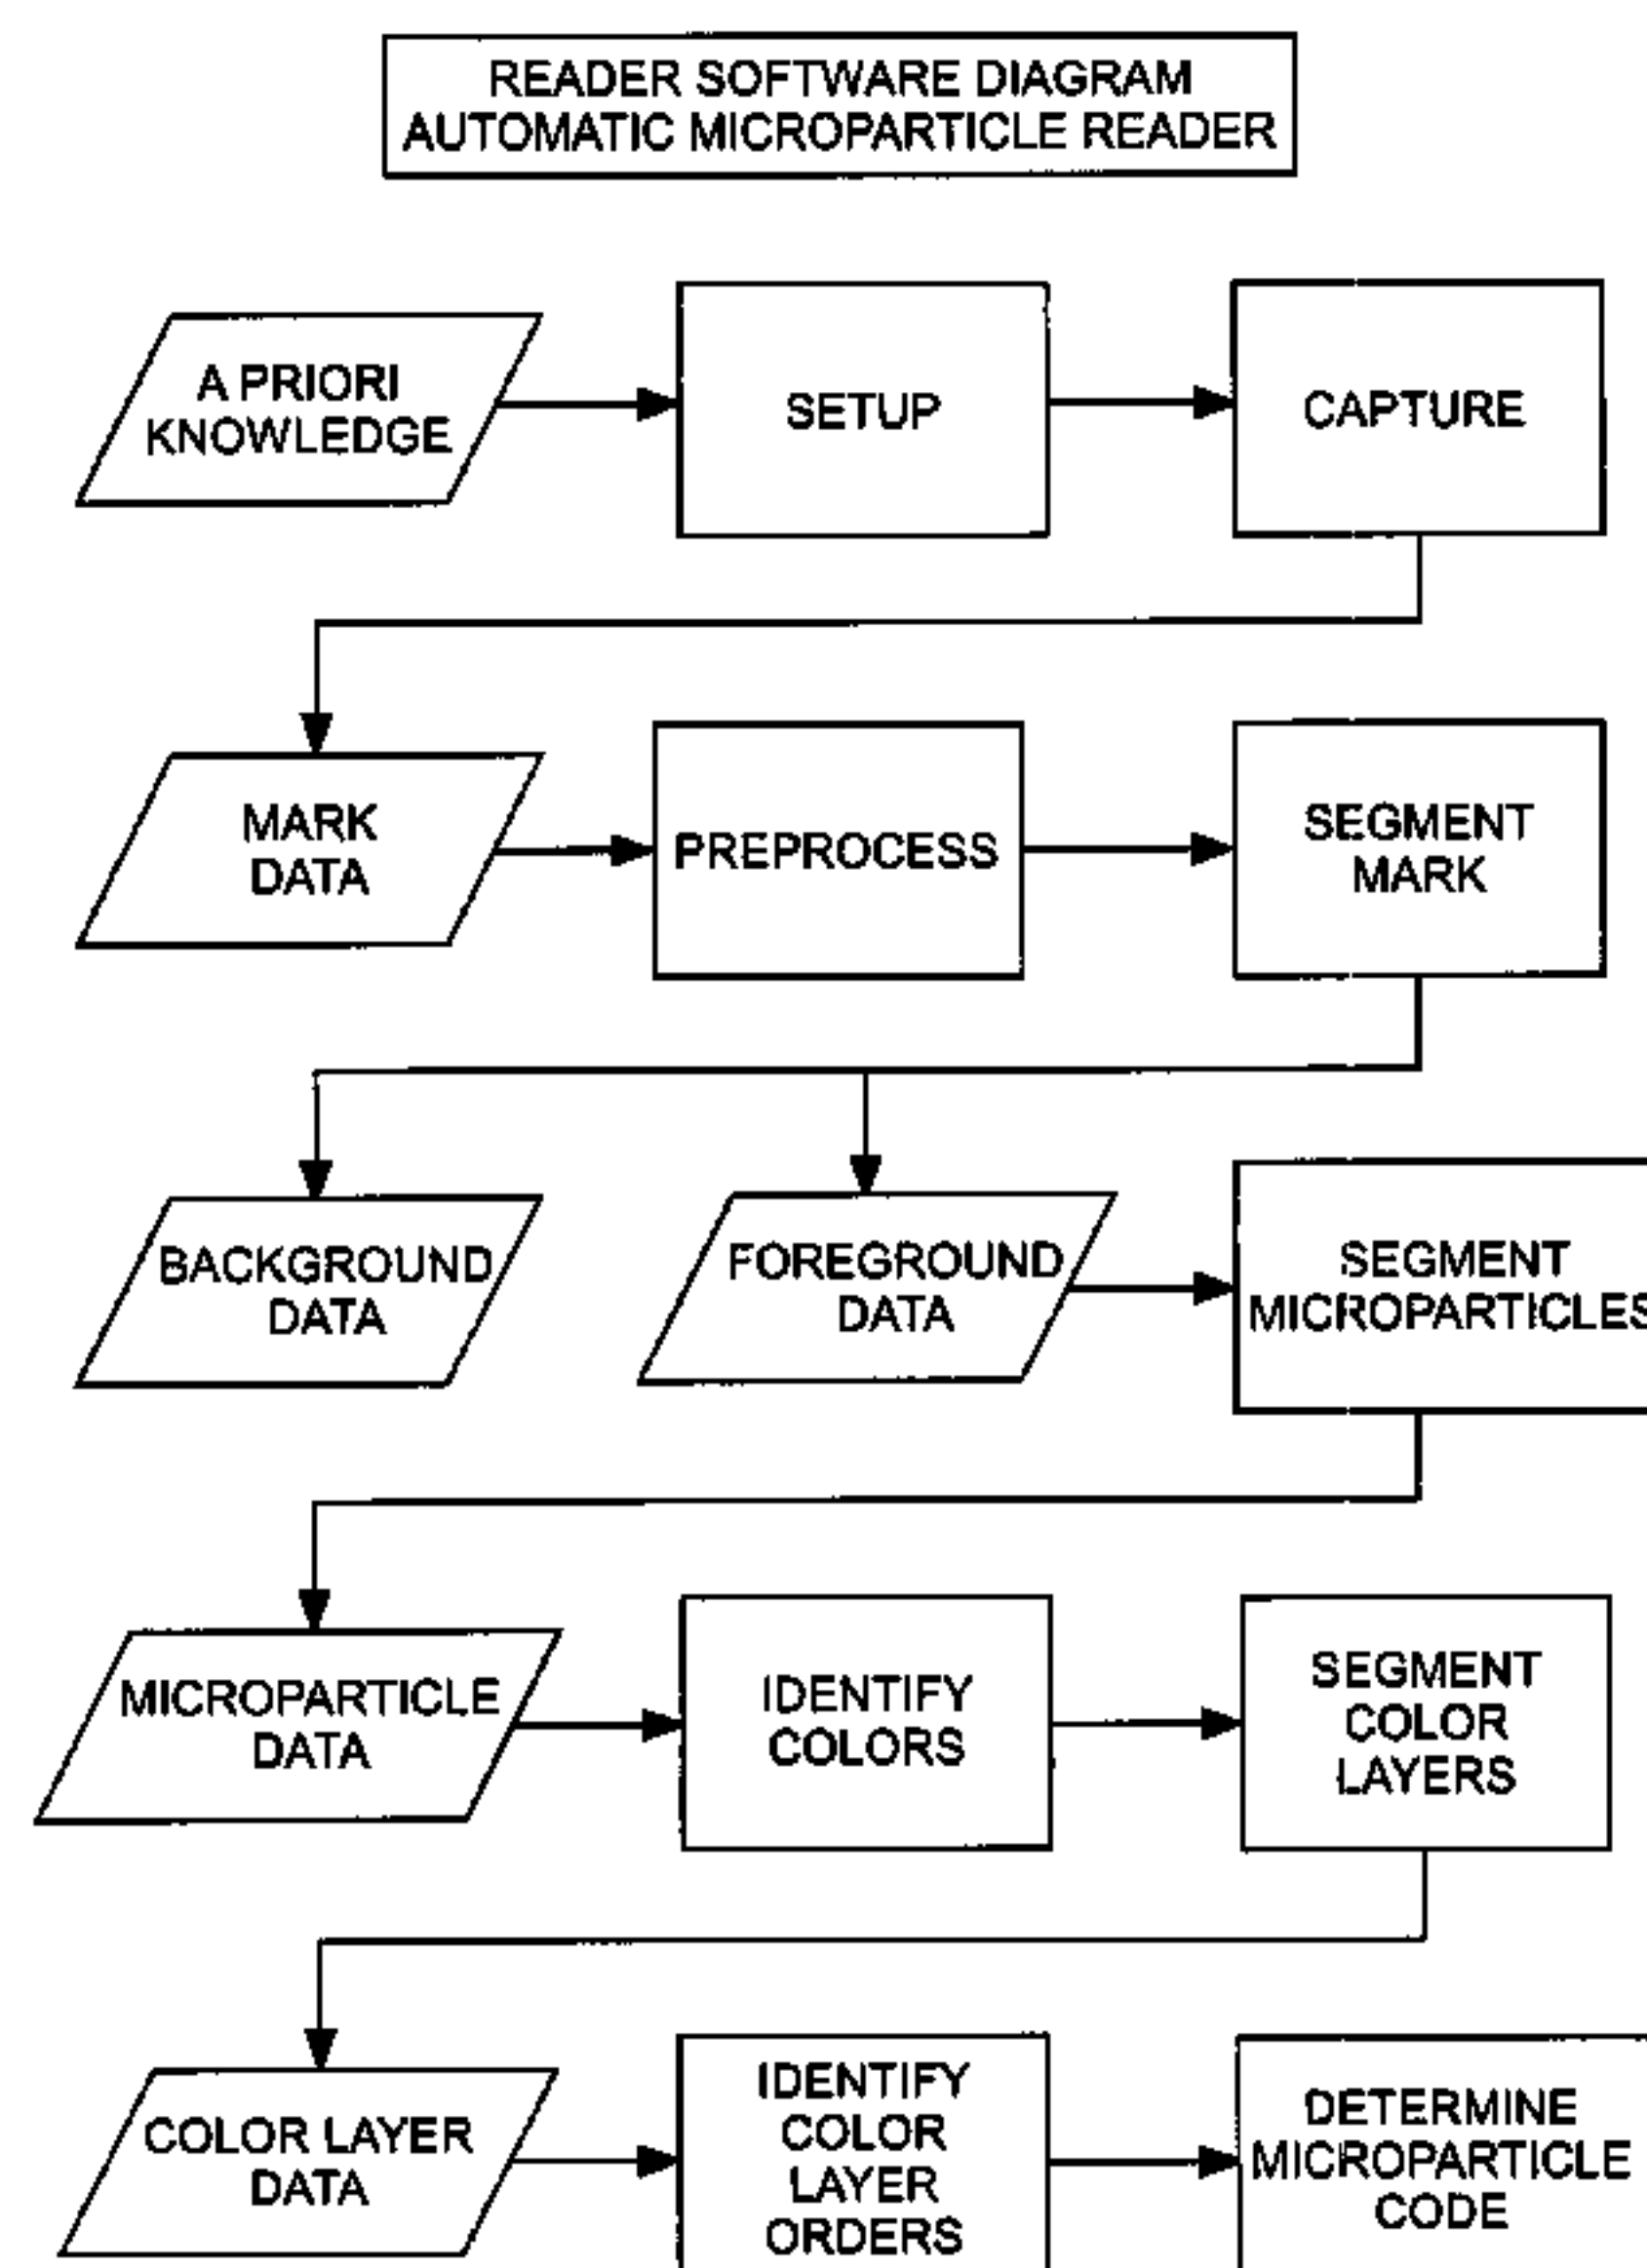 READER SOFTWARE DIAGRAM
AUTOMATIC MICROPARTICLE READER
A PRIORI
KNOWLEDGE
SETUP
CAPTURE
MARK
DATA
PREPROCESS
SEGMENT
MARK
BACKGROUND
DATA
FOREGROUND
DATA
SEGMENT
MICROPARTICLES
MICROPARTICLE
DATA
IDENTIFY
COLORS
SEGMENT
COLOR
LAYERS
COLOR LAYER
DATA
IDENTIFY
COLOR
LAYER
ORDERS
DETERMINE
MICROPARTICLE
CODE